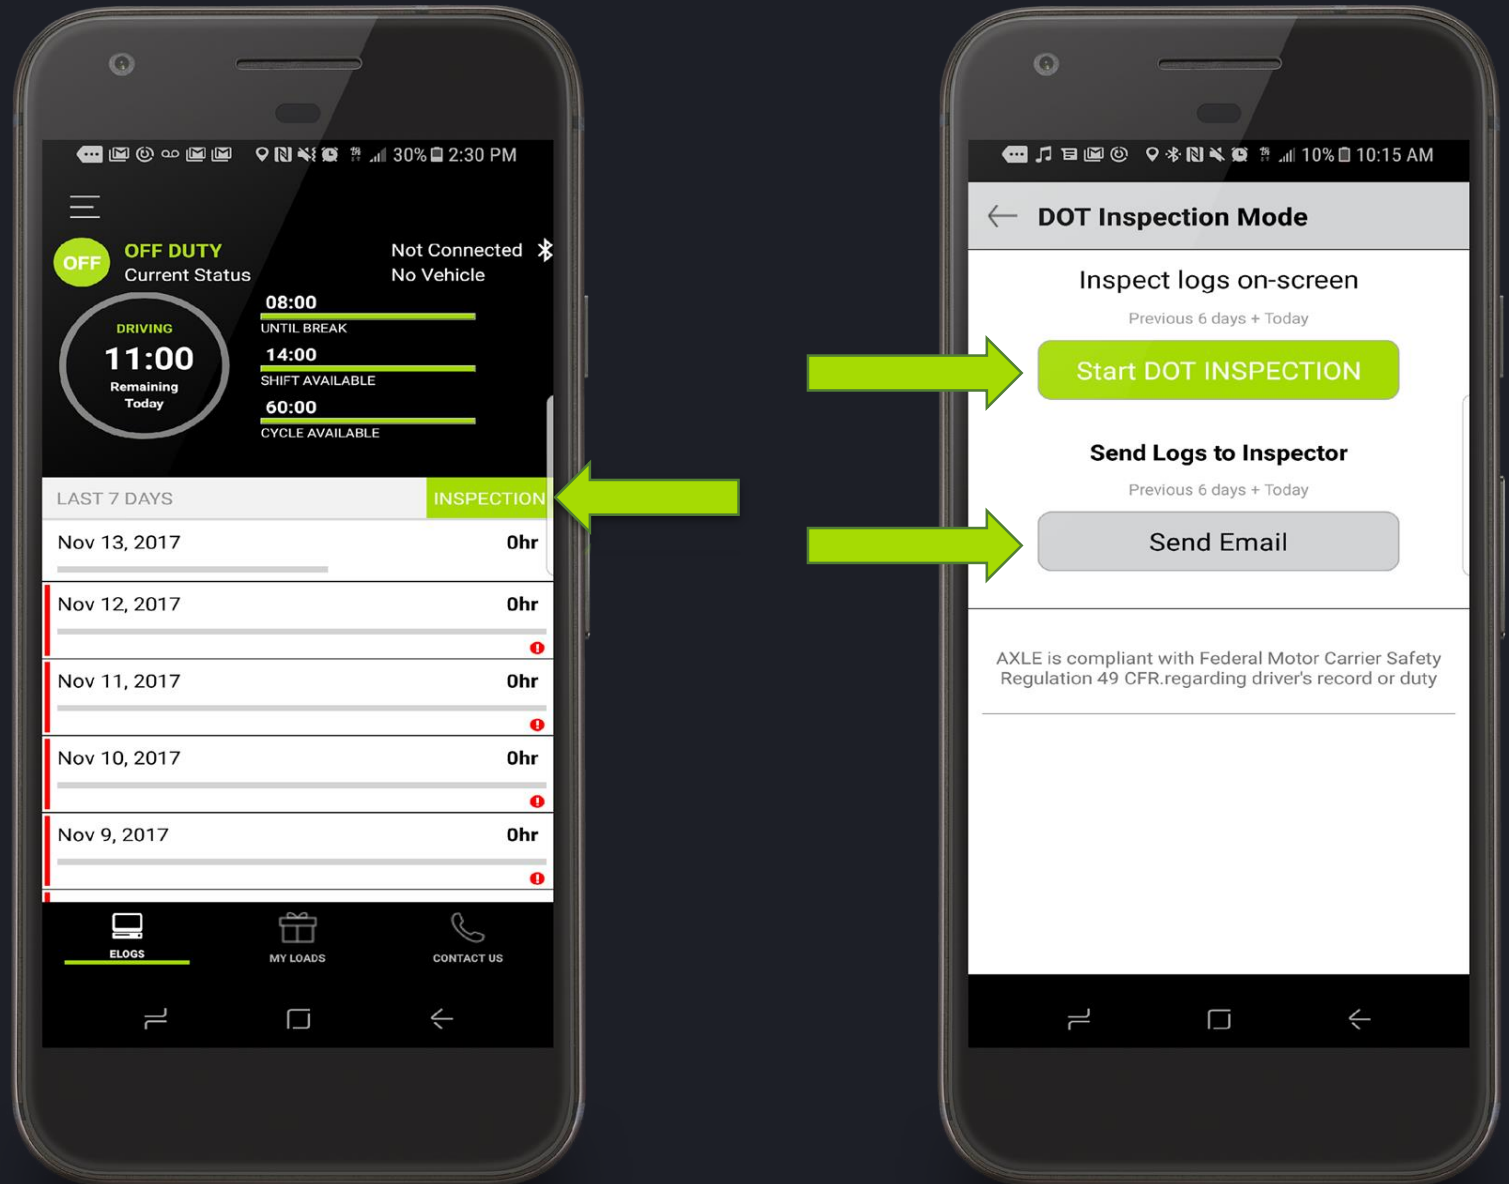 30% 2:30 PM
OFF
OFF DUTY
Current Status
Not Connected
No Vehicle
DRIVING
11:00
Remaining
Today
08:00
UNTIL BREAK
14:00
SHIFT AVAILABLE
60:00
CYCLE AVAILABLE
LAST 7 DAYS
INSPECTION
Nov 13, 2017 0hr
Nov 12, 2017 0hr
Nov 11, 2017 0hr
Nov 10, 2017 0hr
Nov 9, 2017 0hr
ELOGS
MY LOADS
CONTACT US
10% 10:15 AM
DOT Inspection Mode
Inspect logs on-screen
Previous 6 days + Today
Start DOT INSPECTION
Send Logs to Inspector
Previous 6 days + Today
Send Email
AXLE is compliant with Federal Motor Carrier Safety
Regulation 49 CFR.regarding driver's record or duty